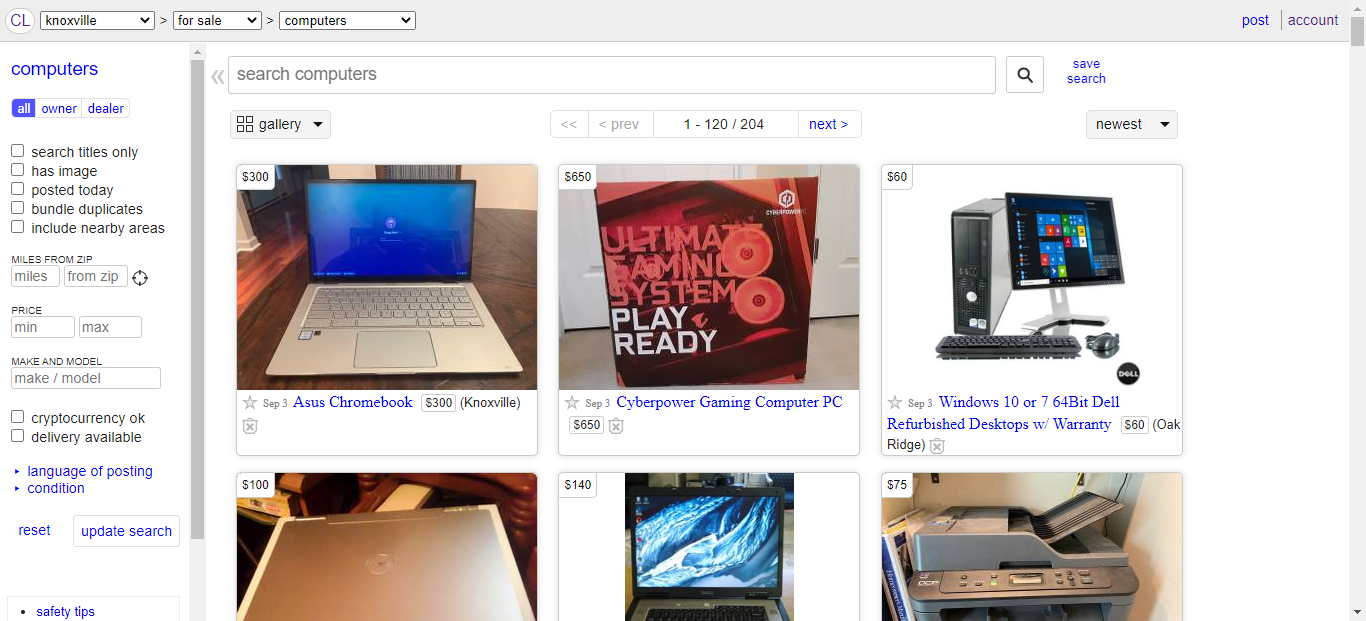 CL knoxville > for sale > computers post account
computers
all owner dealer
search titles only
has image
posted today
bundle duplicates
include nearby areas
MILES FROM ZIP
miles from zip
PRICE
min max
MAKE AND MODEL
make / model
cryptocurrency ok
delivery available
language of posting
condition
reset update search
safety tips
search computers
save
search
gallery << < prev 1 - 120 / 204 next > newest
$300
Sep 3 Asus Chromebook $300 (Knoxville)
$650
CYBERPOWERPC
ULTIMATE
GAMING
SYSTEM
PLAY
READY
Sep 3 Cyberpower Gaming Computer PC
$650
$60
DELL
Sep 3 Windows 10 or 7 64Bit Dell
Refurbished Desktops w/ Warranty $60 (Oak
Ridge)
$100
$140
$75
DCP